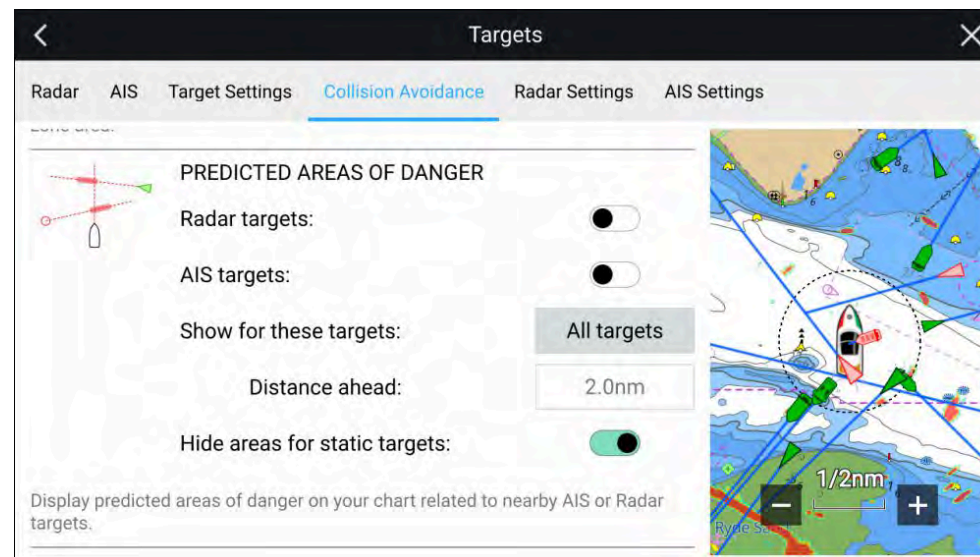 Targets
Radar AIS Target Settings Collision Avoidance Radar Settings AIS Settings
PREDICTED AREAS OF DANGER
Radar targets:
AIS targets:
Show for these targets: All targets
Distance ahead: 2.0nm
Hide areas for static targets:
Display predicted areas of danger on your chart related to nearby AIS or Radar
targets.
1/2nm